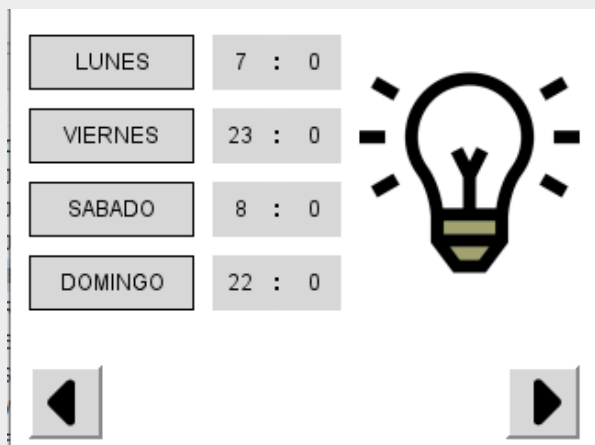 LUNES 7 : 0
VIERNES 23 : 0
SABADO 8 : 0
DOMINGO 22 : 0